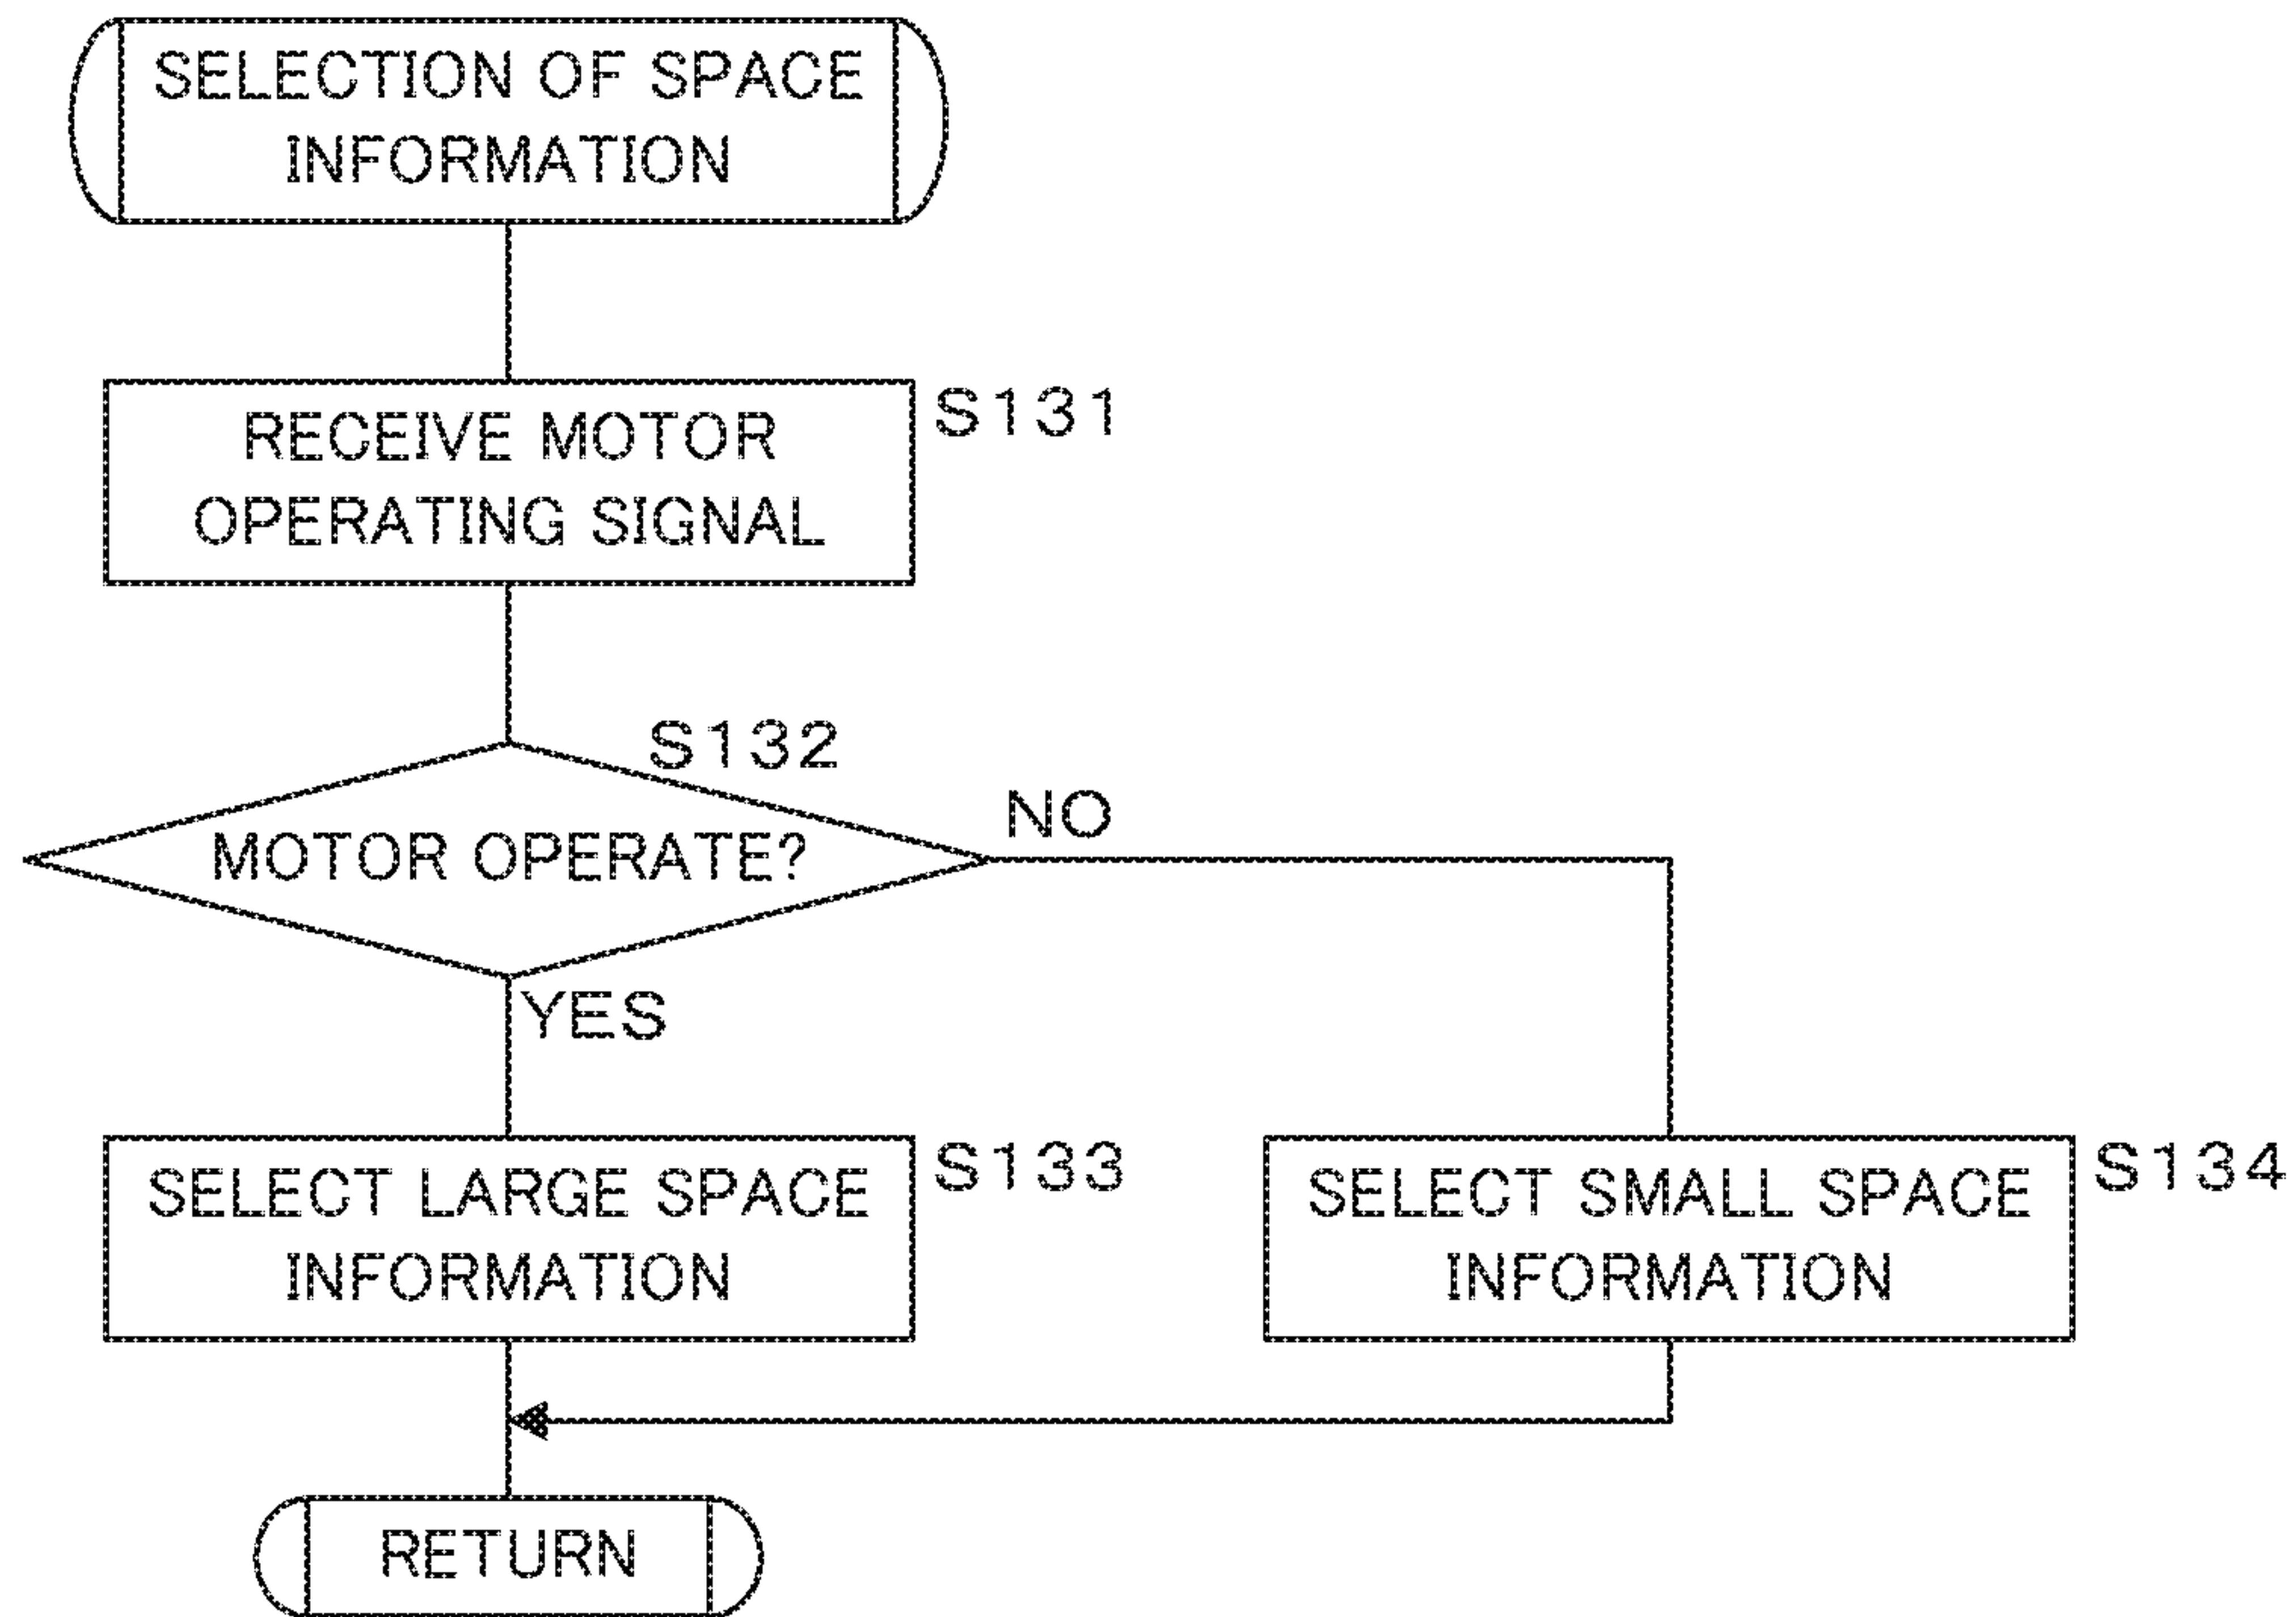 SELECTION OF SPACE
INFORMATION
RECEIVE MOTOR
OPERATING SIGNAL
S131
S132
MOTOR OPERATE?
NO
YES
SELECT LARGE SPACE
INFORMATION
S133
SELECT SMALL SPACE
INFORMATION
S134
RETURN